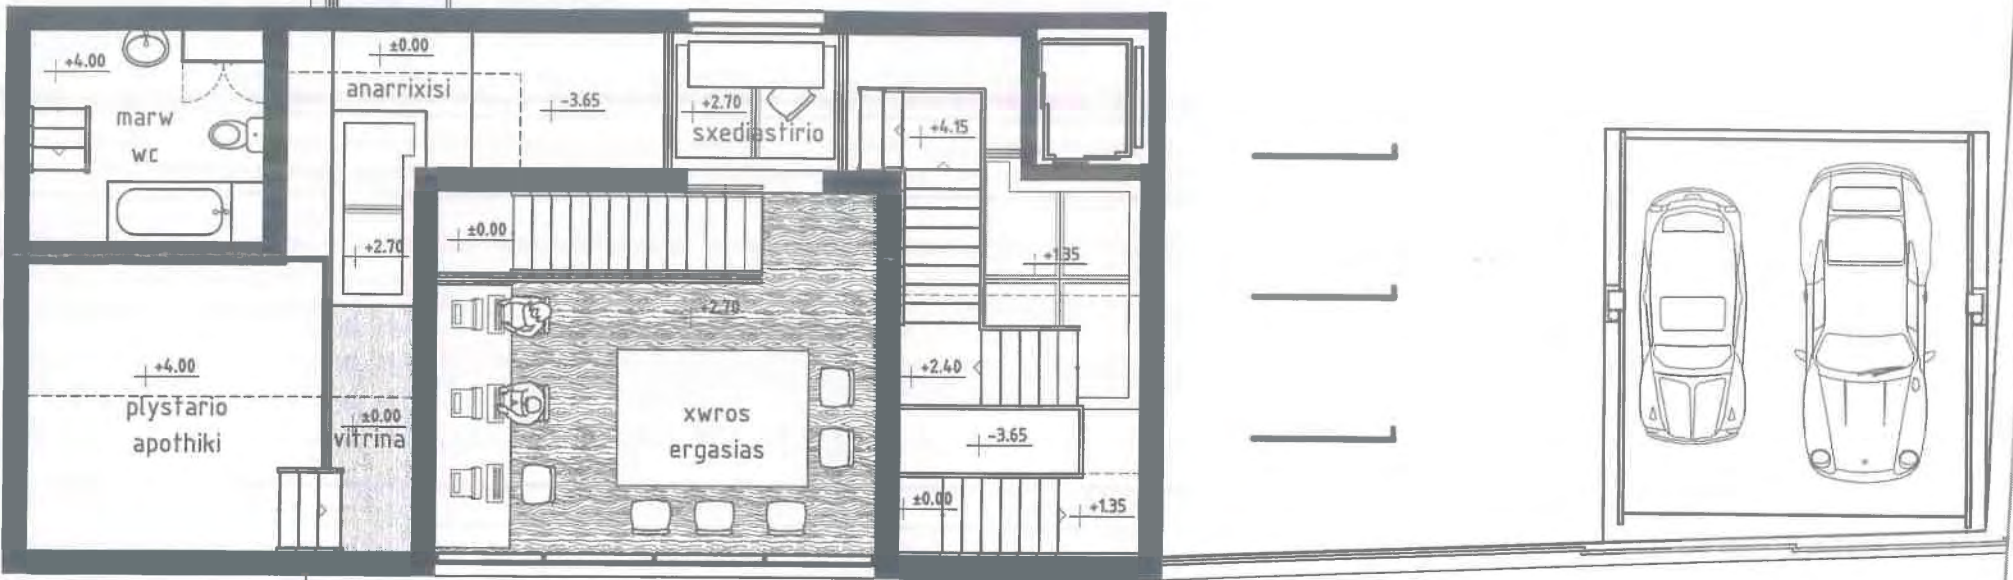 +4.00
marw
wc
±0.00
anarrixisi
-3.65
+2.70
sxediastirio
+4.15
±0.00
+2.70
+1.35
+2.70
+4.00
plystario
apothiki
±0.00
vitrina
xwros
ergasias
+2.40
-3.65
±0.00
+1.35